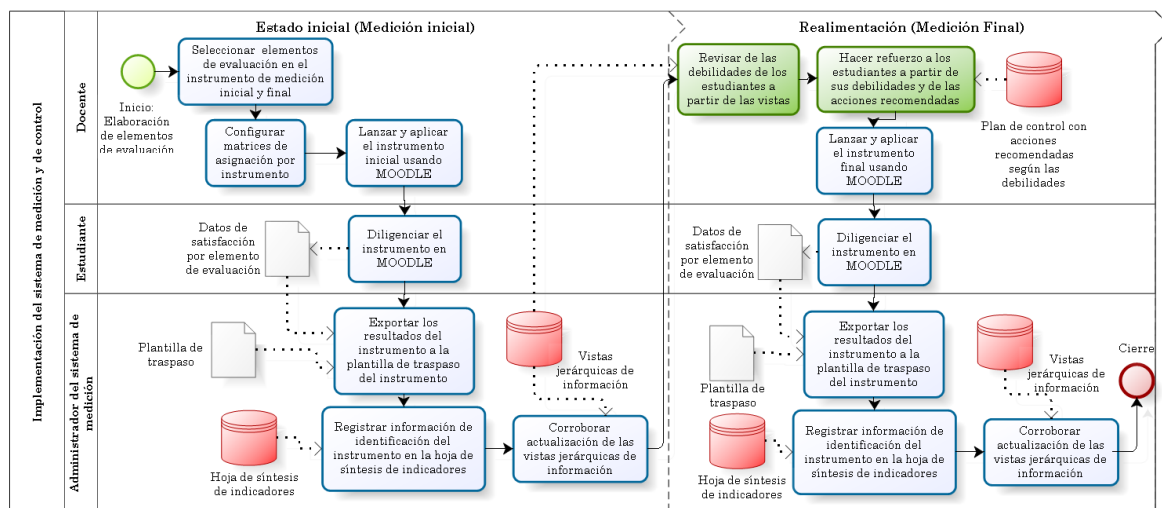 Implementación del sistema de medición y de control
Docente
Estudiante
Administrador del sistema de
medición
Estado inicial (Medición inicial)
Inicio:
Elaboración
de elementos
de evaluación
Seleccionar elementos
de evaluación en el
instrumento de medición
inicial y final
Configurar
matrices de
asignación por
instrumento
Lanzar y aplicar
el instrumento
inicial usando
MOODLE
Datos de
satisfacción
por elemento
de evaluación
Diligenciar el
instrumento en
MOODLE
Plantilla de
traspaso
Exportar los
resultados del
instrumento a la
plantilla de traspaso
del instrumento
Vistas
jerárquicas de
información
Hoja de síntesis
de indicadores
Registrar información de
identificación del
instrumento en la hoja de
síntesis de indicadores
Corroborar
actualización de las
vistas jerárquicas de
información
Realimentación (Medición Final)
Revisar de las
debilidades de los
estudiantes a
partir de las vistas
Hacer refuerzo a los
estudiantes a partir de
sus debilidades y de las
acciones recomendadas
Plan de control con
acciones
recomendadas
según las
debilidades
Lanzar y aplicar
el instrumento
final usando
MOODLE
Datos de
satisfacción
por elemento
de evaluación
Diligenciar el
instrumento en
MOODLE
Plantilla de
traspaso
Exportar los
resultados del
instrumento a la
plantilla de traspaso
del instrumento
Vistas
jerárquicas de
información
Cierre
Hoja de síntesis
de indicadores
Registrar información de
identificación del
instrumento en la hoja de
síntesis de indicadores
Corroborar
actualización de las
vistas jerárquicas de
información